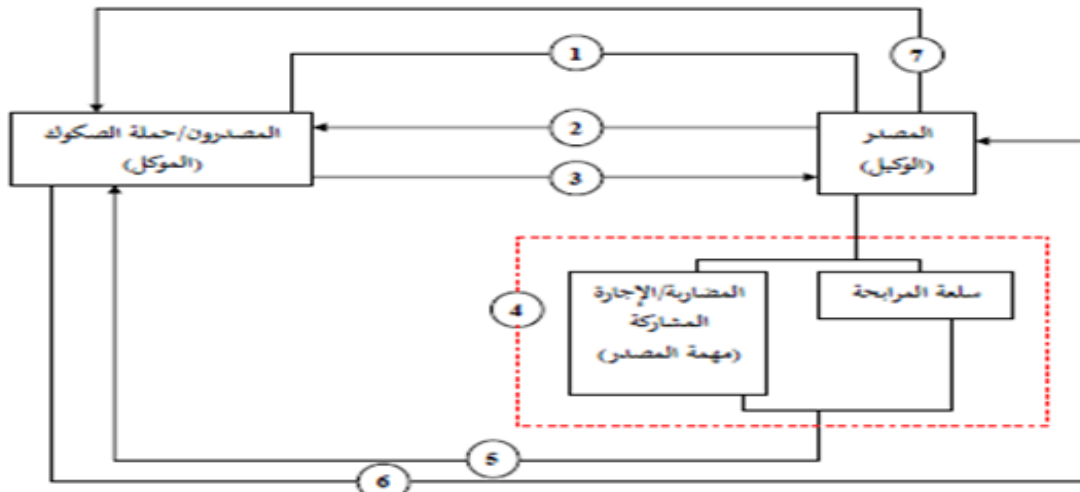 7
1
المصدرون/حملة الصكوك
(الموكل)
2
3
المصدر
(الوكيل)
4
المضاربة/الإجارة
المشاركة
(مهمة المصدر)
سلعة المرابحة
5
6